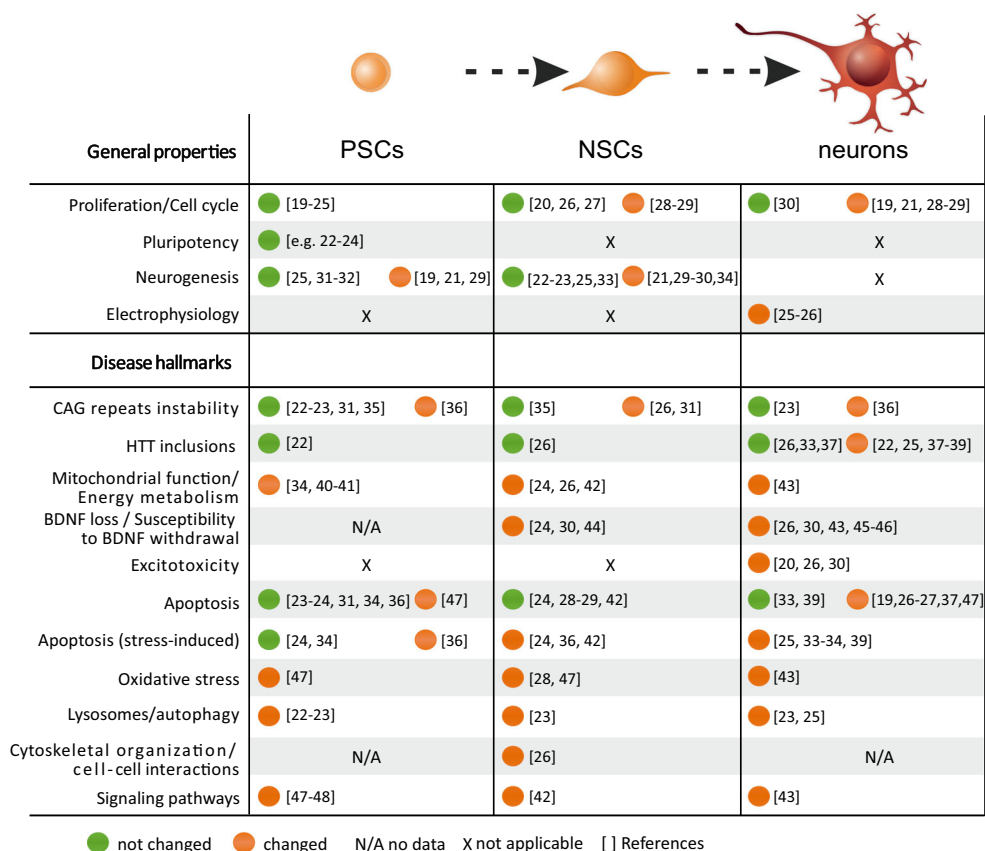 General properties PSCs NSCs neurons
Proliferation/Cell cycle [19-25] [20, 26, 27] [28-29] [30] [19, 21, 28-29]
Pluripotency [e.g. 22-24] X X
Neurogenesis [25, 31-32] [19, 21, 29] [22-23,25,33] [21,29-30,34] X
Electrophysiology X X [25-26]
Disease hallmarks
CAG repeats instability [22-23, 31, 35] [36] [35] [26, 31] [23] [36]
HTT inclusions [22] [26] [26,33,37] [22, 25, 37-39]
Mitochondrial function/
Energy metabolism [34, 40-41] [24, 26, 42] [43]
BDNF loss / Susceptibility
to BDNF withdrawal N/A [24, 30, 44] [26, 30, 43, 45-46]
Excitotoxicity X X [20, 26, 30]
Apoptosis [23-24, 31, 34, 36] [47] [24, 28-29, 42] [33, 39] [19,26-27,37,47]
Apoptosis (stress-induced) [24, 34] [36] [24, 36, 42] [25, 33-34, 39]
Oxidative stress [47] [28, 47] [43]
Lysosomes/autophagy [22-23] [23] [23, 25]
Cytoskeletal organization/
cell-cell interactions N/A [26] N/A
Signaling pathways [47-48] [42] [43]
not changed changed N/A no data X not applicable [ ] References